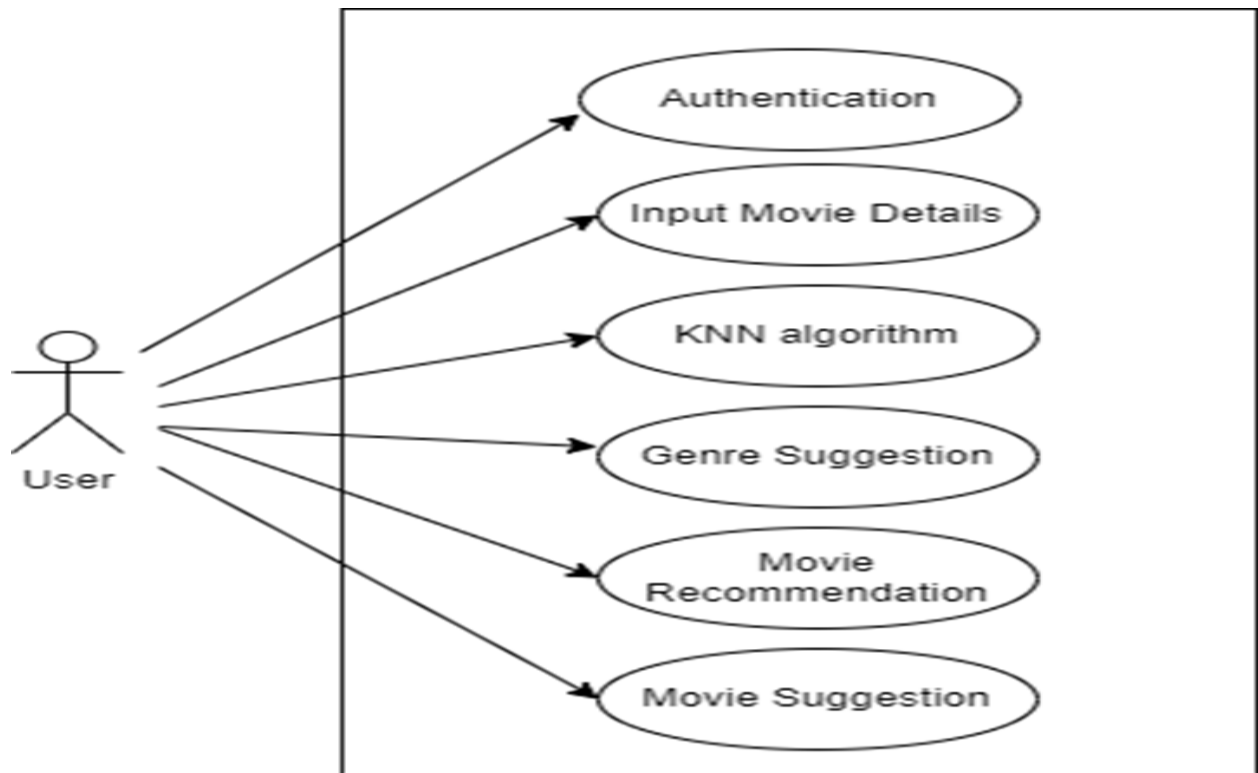 Authentication
Input Movie Details
KNN algorithm
User
Genre Suggestion
Movie
Recommendation
Movie Suggestion